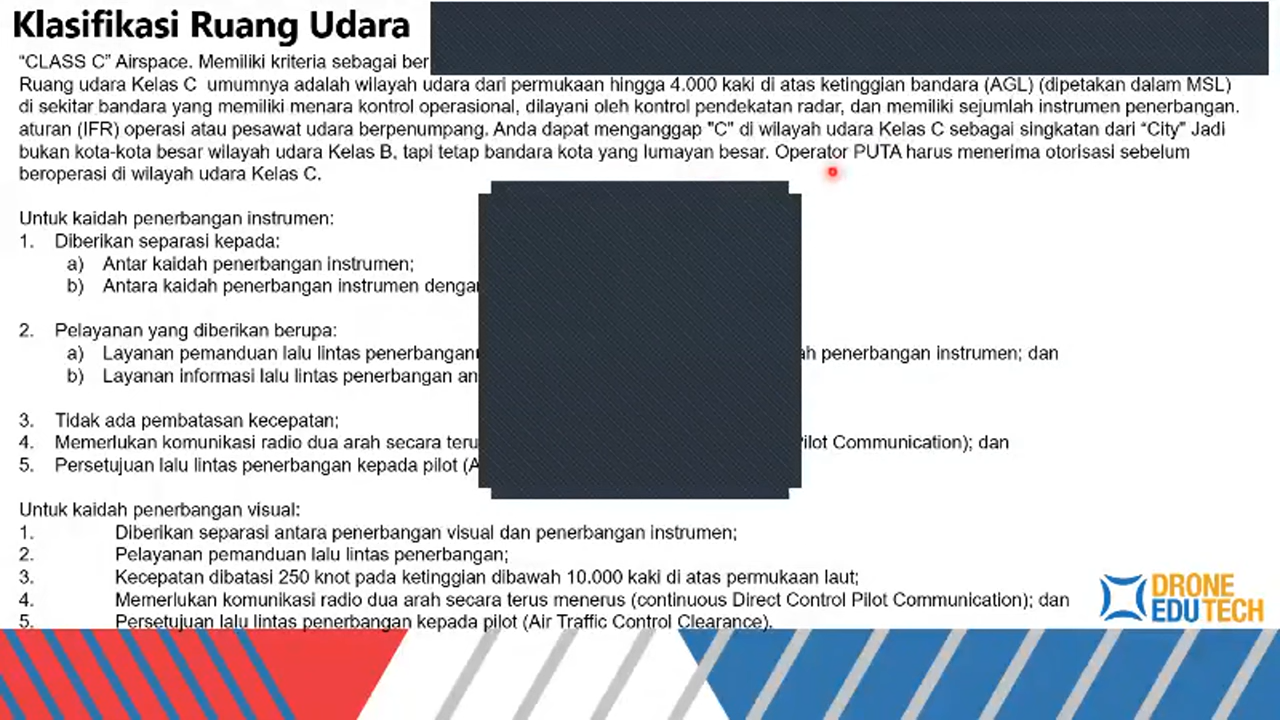 Klasifikasi Ruang Udara
“CLASS C” Airspace. Memiliki kriteria sebagai
Ruang udara Kelas C umumnya adalah wilayah udara dari permukaan hingga 4.000 kaki di atas ketinggian bandara (AGL) (dipetakan dalam MSL)
di sekitar bandara yang memiliki menara kontrol operasional, dilayani oleh kontrol pendekatan radar, dan memiliki sejumlah instrumen penerbangan.
aturan (IFR) operasi atau pesawat udara berpenumpang. Anda dapat menganggap "C" di wilayah udara Kelas C sebagai singkatan dari “City” Jadi
bukan kota-kota besar wilayah udara Kelas B, tapi tetap bandara kota yang lumayan besar. Operator PUTA harus menerima otorisasi sebelum
beroperasi di wilayah udara Kelas C.
Untuk kaidah penerbangan instrumen:
1. Diberikan separasi kepada:
a) Antar kaidah penerbangan instrumen;
b) Antara kaidah penerbangan instrumen
2. Pelayanan yang diberikan berupa:
a) Layanan pemanduan lalu lintas penerbangan penerbangan instrumen; dan
b) Layanan informasi lalu lintas penerbangan
3. Tidak ada pembatasan kecepatan;
4. Memerlukan komunikasi radio dua arah secara Communication); dan
5. Persetujuan lalu lintas penerbangan kepada pilot
Untuk kaidah penerbangan visual:
1. Diberikan separasi antara penerbangan visual dan penerbangan instrumen;
2. Pelayanan pemanduan lalu lintas penerbangan;
3. Kecepatan dibatasi 250 knot pada ketinggian dibawah 10.000 kaki di atas permukaan laut;
4. Memerlukan komunikasi radio dua arah secara terus menerus (continuous Direct Control Pilot Communication); dan
5. Persetujuan lalu lintas penerbangan kepada pilot (Air Traffic Control Clearance).
DRONE
EDUTECH